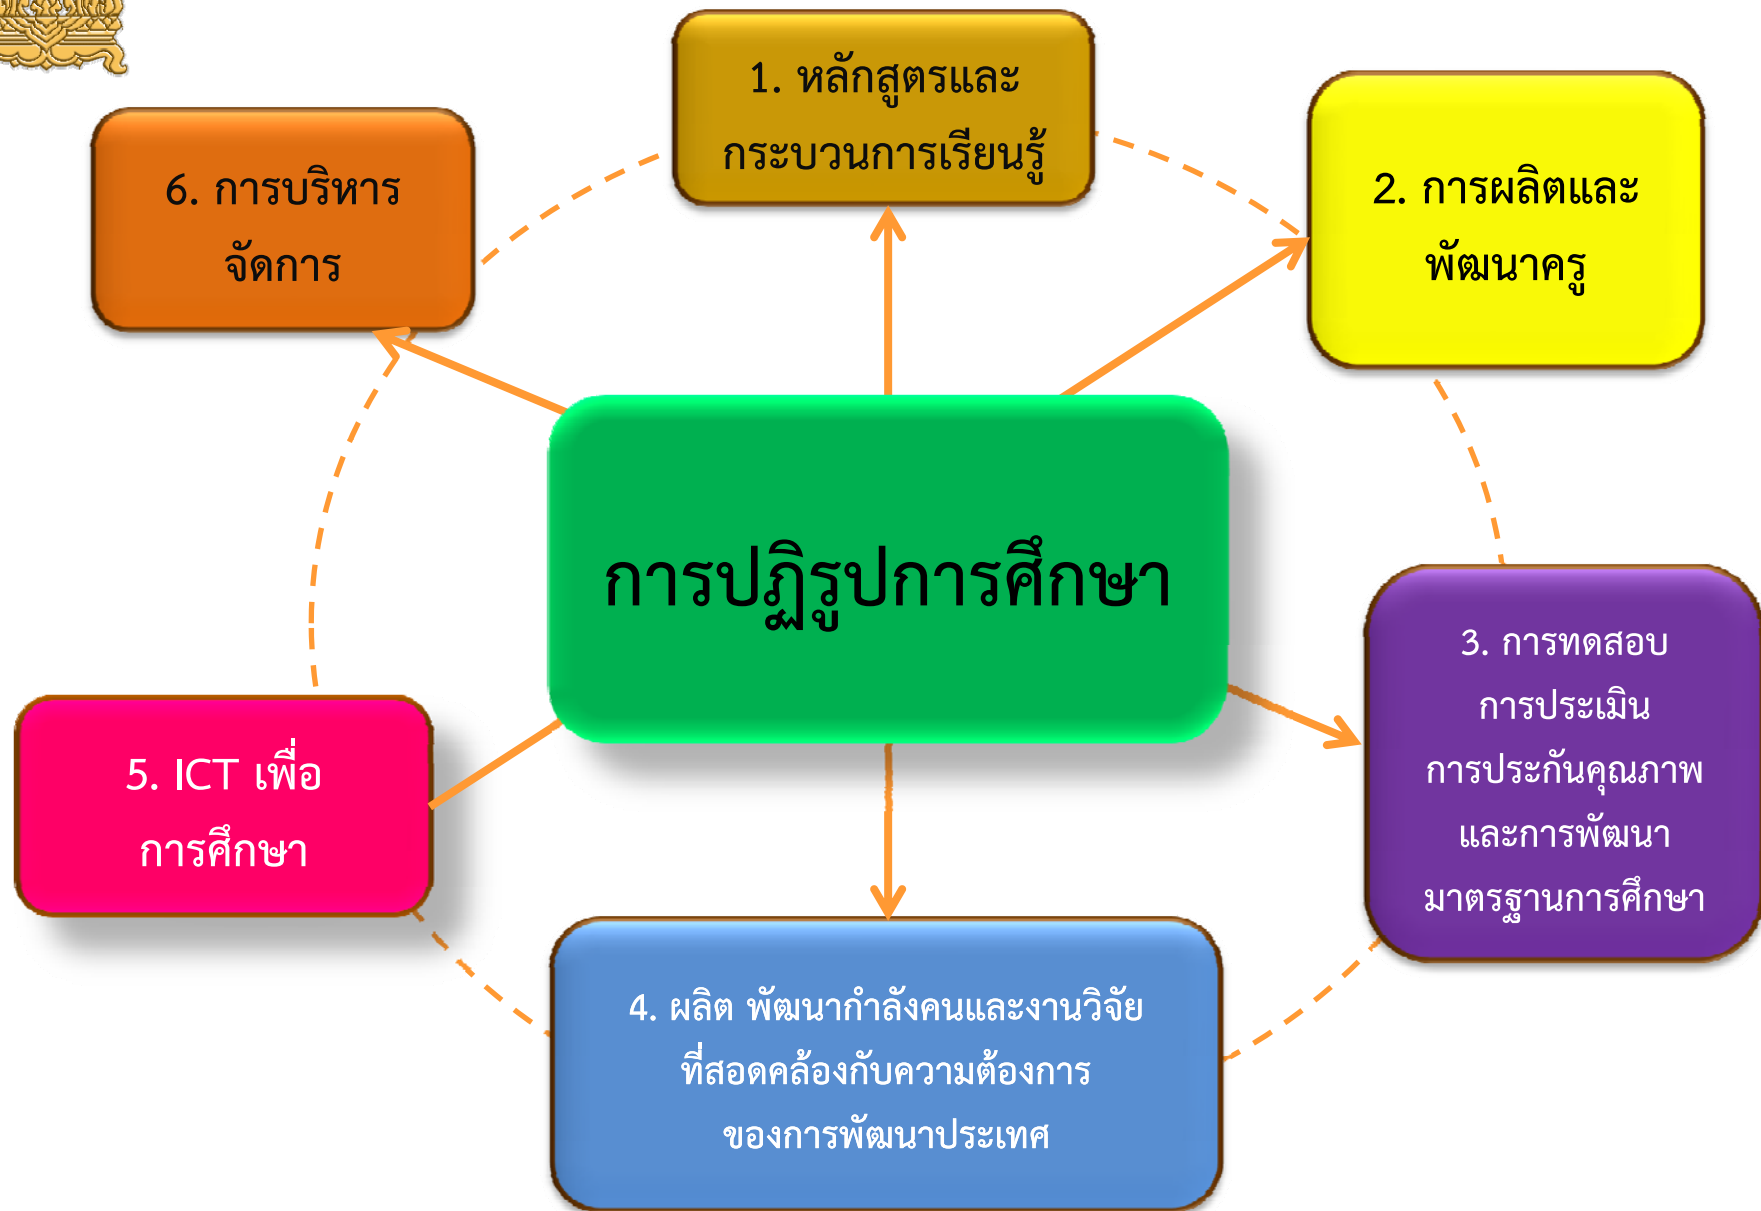 1. หลักสูตรและ
กระบวนการเรียนรู้
2. การผลิตและ
พัฒนาครู
6. การบริหาร
จัดการ
การปฏิรูปการศึกษา
3. การทดสอบ
การประเมิน
การประกันคุณภาพ
และการพัฒนา
มาตรฐานการศึกษา
5. ICT เพื่อ
การศึกษา
4. ผลิต พัฒนากำลังคนและงานวิจัย
ที่สอดคล้องกับความต้องการ
ของการพัฒนาประเทศ